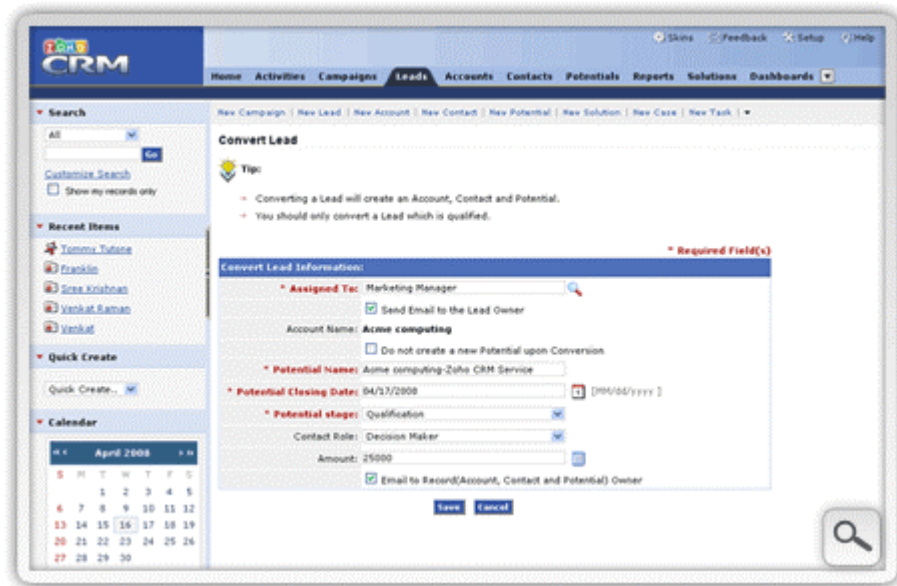 ZOHO
CRM
Skins Feedback Setup Help
Home Activities Campaigns Leads Accounts Contacts Potentials Reports Solutions Dashboards
Search
All
Go
Customize Search
Show my records only
Recent Items
Tommy Tutone
Franklin
Sree Krishnan
Venkat Raman
Venkat
Quick Create
Quick Create...
Calendar
April 2008
S M T W T F S
1 2 3 4 5
6 7 8 9 10 11 12
13 14 15 16 17 18 19
20 21 22 23 24 25 26
27 28 29 30
New Campaign | New Lead | New Account | New Contact | New Potential | New Solution | New Case | New Task |
Convert Lead
Tip:
Converting a Lead will create an Account, Contact and Potential.
You should only convert a Lead which is qualified.
* Required Field(s)
Convert Lead Information:
* Assigned To: Marketing Manager
Send Email to the Lead Owner
Account Name: Acme computing
Do not create a new Potential upon Conversion
* Potential Name: Acme computing-Zoho CRM Service
* Potential Closing Date: 04/17/2008 [MM/dd/yyyy ]
* Potential stage: Qualification
Contact Role: Decision Maker
Amount: 25000
Email to Record(Account, Contact and Potential) Owner
Save Cancel